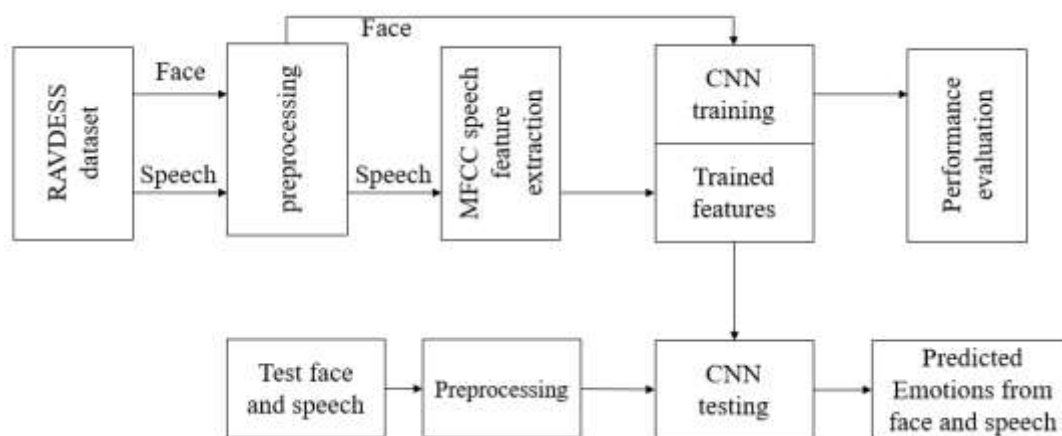 Face
RAVDESS
dataset
Face
Speech
preprocessing
Speech
MFCC speech
feature
extraction
CNN
training
Trained
features
Performance
evaluation
Test face
and speech
Preprocessing
CNN
testing
Predicted
Emotions from
face and speech